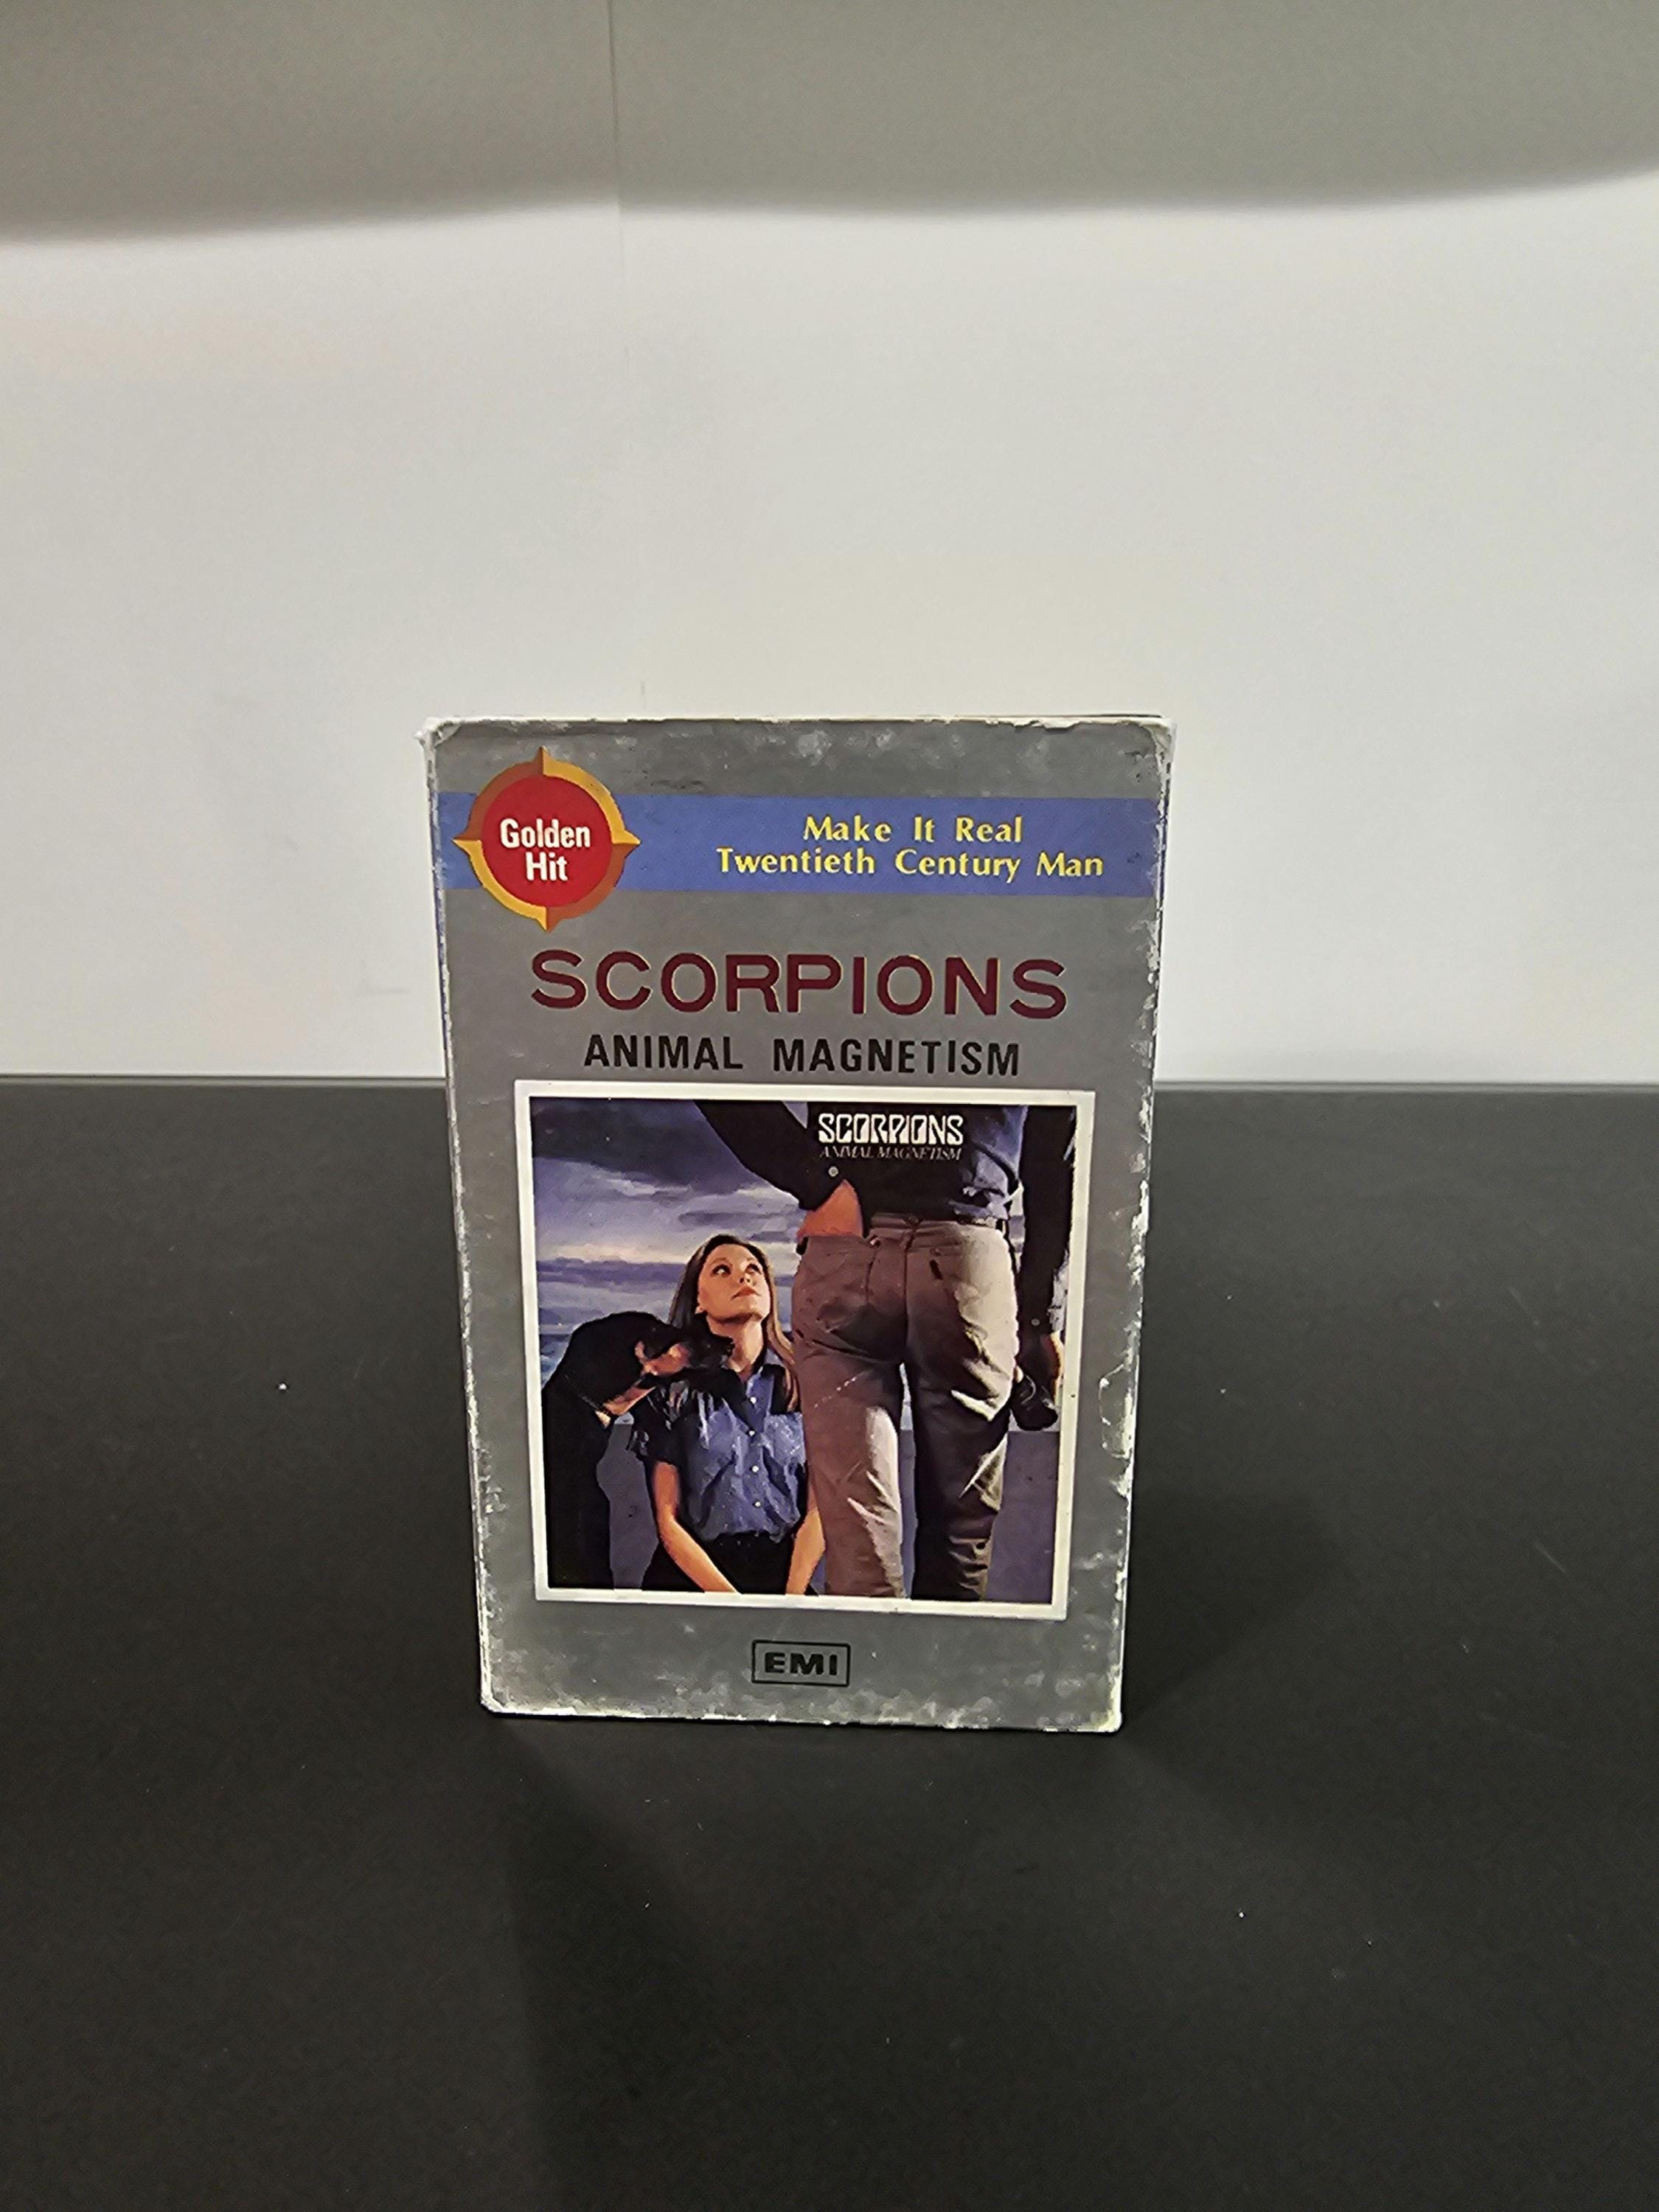 Golden
Hit
Make It Real
Twentieth Century Man
SCORPIONS
ANIMAL MAGNETISM
SCORPIONS
ANIMAL MAGNETISM
EMI